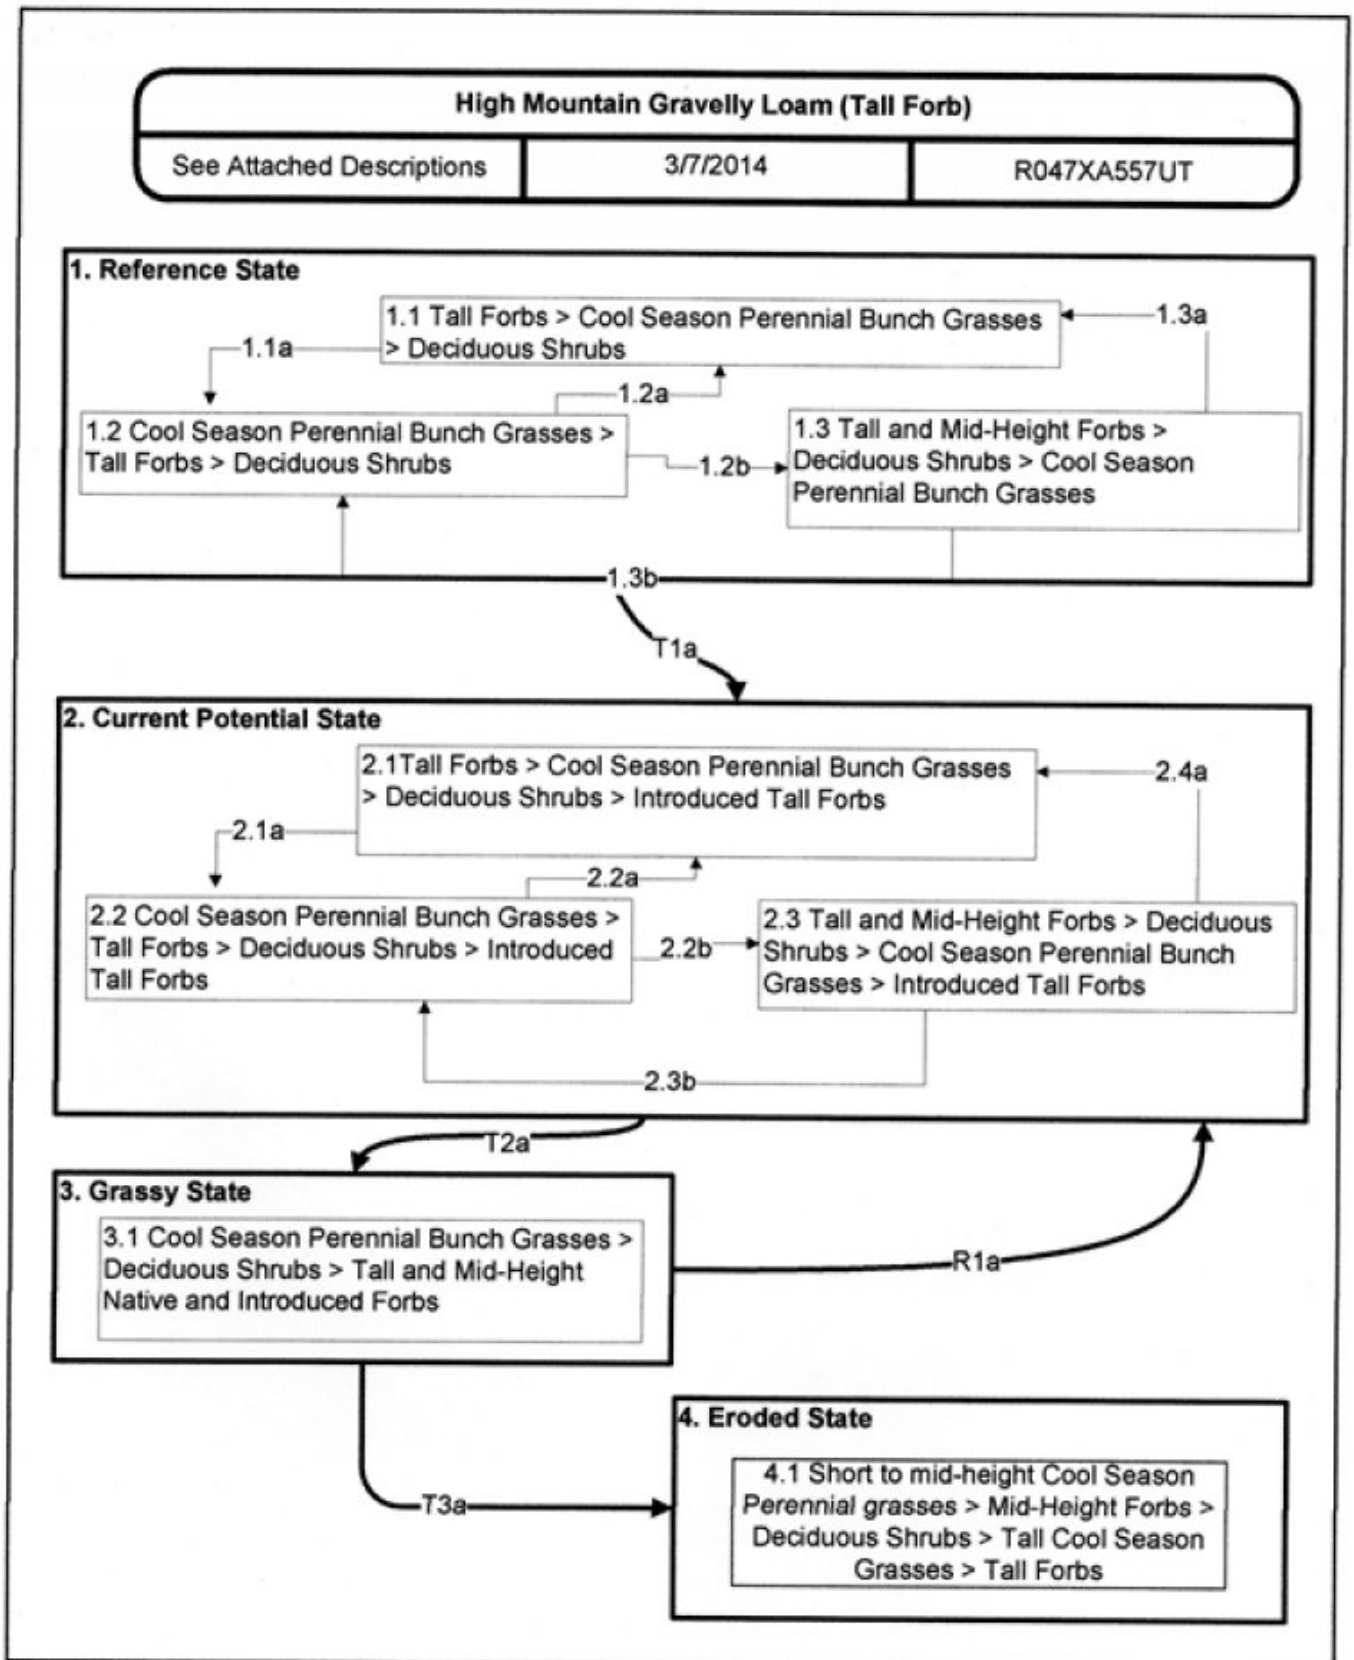 High Mountain Gravelly Loam (Tall Forb)
See Attached Descriptions
3/7/2014
R047XA557UT
1. Reference State
1.1 Tall Forbs > Cool Season Perennial Bunch Grasses
> Deciduous Shrubs
1.3a
1.1a
1.2a
1.2 Cool Season Perennial Bunch Grasses >
Tall Forbs > Deciduous Shrubs
1.2b
1.3 Tall and Mid-Height Forbs >
Deciduous Shrubs > Cool Season
Perennial Bunch Grasses
1.3b
T1a
2. Current Potential State
2.1Tall Forbs > Cool Season Perennial Bunch Grasses
> Deciduous Shrubs > Introduced Tall Forbs
2.4a
2.1a
2.2a
2.2 Cool Season Perennial Bunch Grasses >
Tall Forbs > Deciduous Shrubs > Introduced
Tall Forbs
2.2b
2.3 Tall and Mid-Height Forbs > Deciduous
Shrubs > Cool Season Perennial Bunch
Grasses > Introduced Tall Forbs
2.3b
T2a
3. Grassy State
3.1 Cool Season Perennial Bunch Grasses >
Deciduous Shrubs > Tall and Mid-Height
Native and Introduced Forbs
R1a
4. Eroded State
4.1 Short to mid-height Cool Season
Perennial grasses > Mid-Height Forbs >
Deciduous Shrubs > Tall Cool Season
Grasses > Tall Forbs
T3a